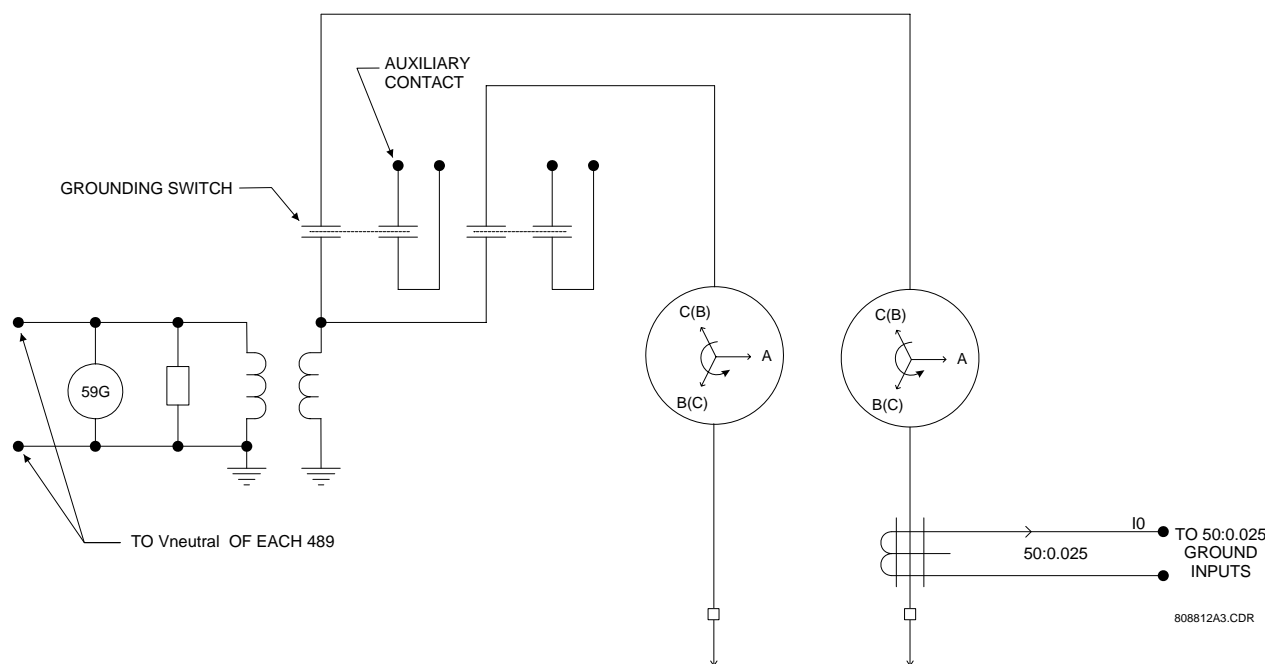 AUXILIARY
CONTACT
GROUNDING SWITCH
C(B)
A
B(C)
C(B)
A
B(C)
59G
TO Vneutral OF EACH 489
I0
50:0.025
TO 50:0.025
GROUND
INPUTS
808812A3.CDR